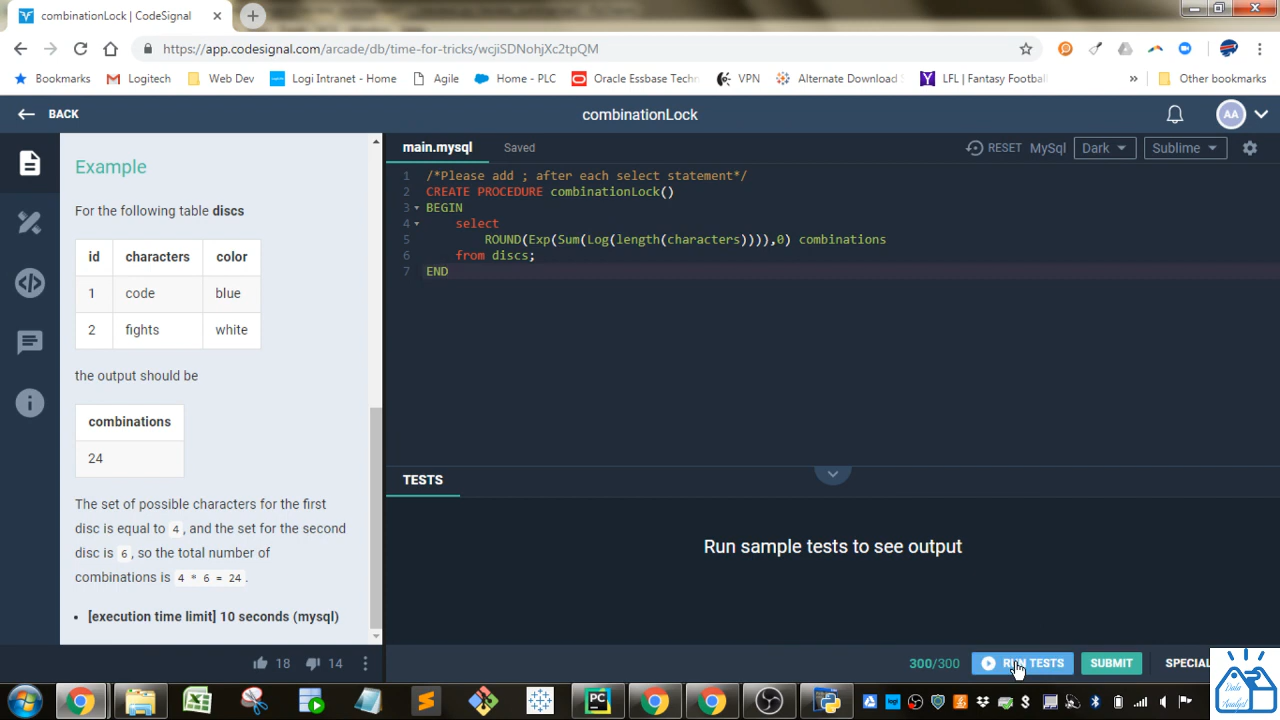 combinationLock | CodeSignal
https://app.codesignal.com/arcade/db/time-for-tricks/wcjiSDNohjXc2tpQM
Bookmarks
Logitech
Web Dev
Logi Intranet - Home
Agile
Home - PLC
Oracle Essbase Techn
VPN
Alternate Download
LFL | Fantasy Football
»
Other bookmarks
BACK
combinationLock
AA
Example
For the following table discs
id characters color
1 code blue
2 fights white
the output should be
combinations
24
The set of possible characters for the first
disc is equal to 4 , and the set for the second
disc is 6 , so the total number of
combinations is 4 * 6 = 24 .
• [execution time limit] 10 seconds (mysql)
18
14
main.mysql
Saved
RESET
MySql
Dark
Sublime
1 /*Please add ; after each select statement*/
2 CREATE PROCEDURE combinationLock()
3 BEGIN
4 select
5 ROUND(Exp(Sum(Log(length(characters)))),0) combinations
6 from discs;
7 END
TESTS
Run sample tests to see output
300/300
RUN TESTS
SUBMIT
SPECIAL
Data
Analyst